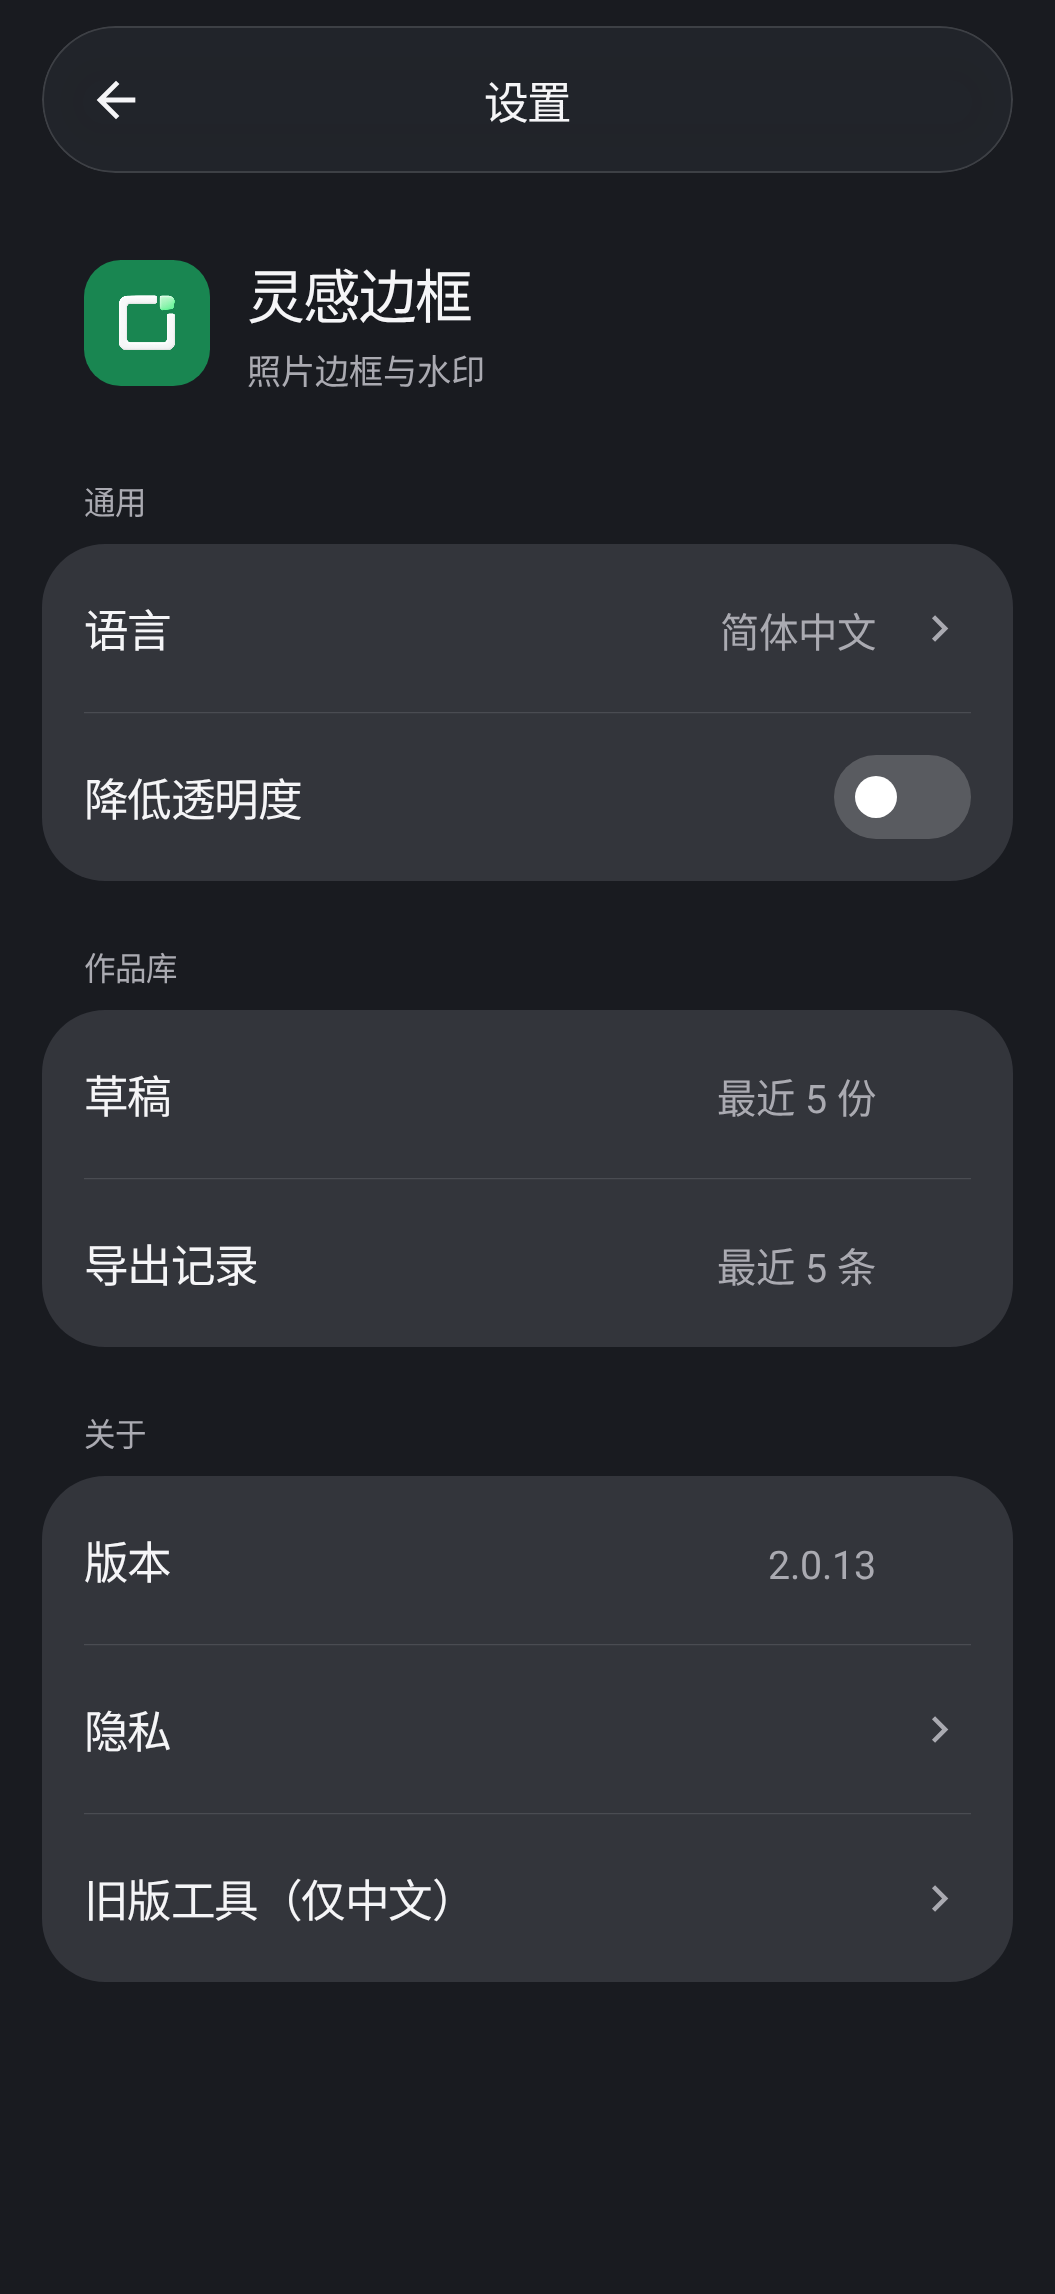 设置
灵感边框
照片边框与水印
通用
语言 简体中文
降低透明度
作品库
草稿 最近 5 份
导出记录 最近 5 条
关于
版本 2.0.13
隐私
旧版工具（仅中文）